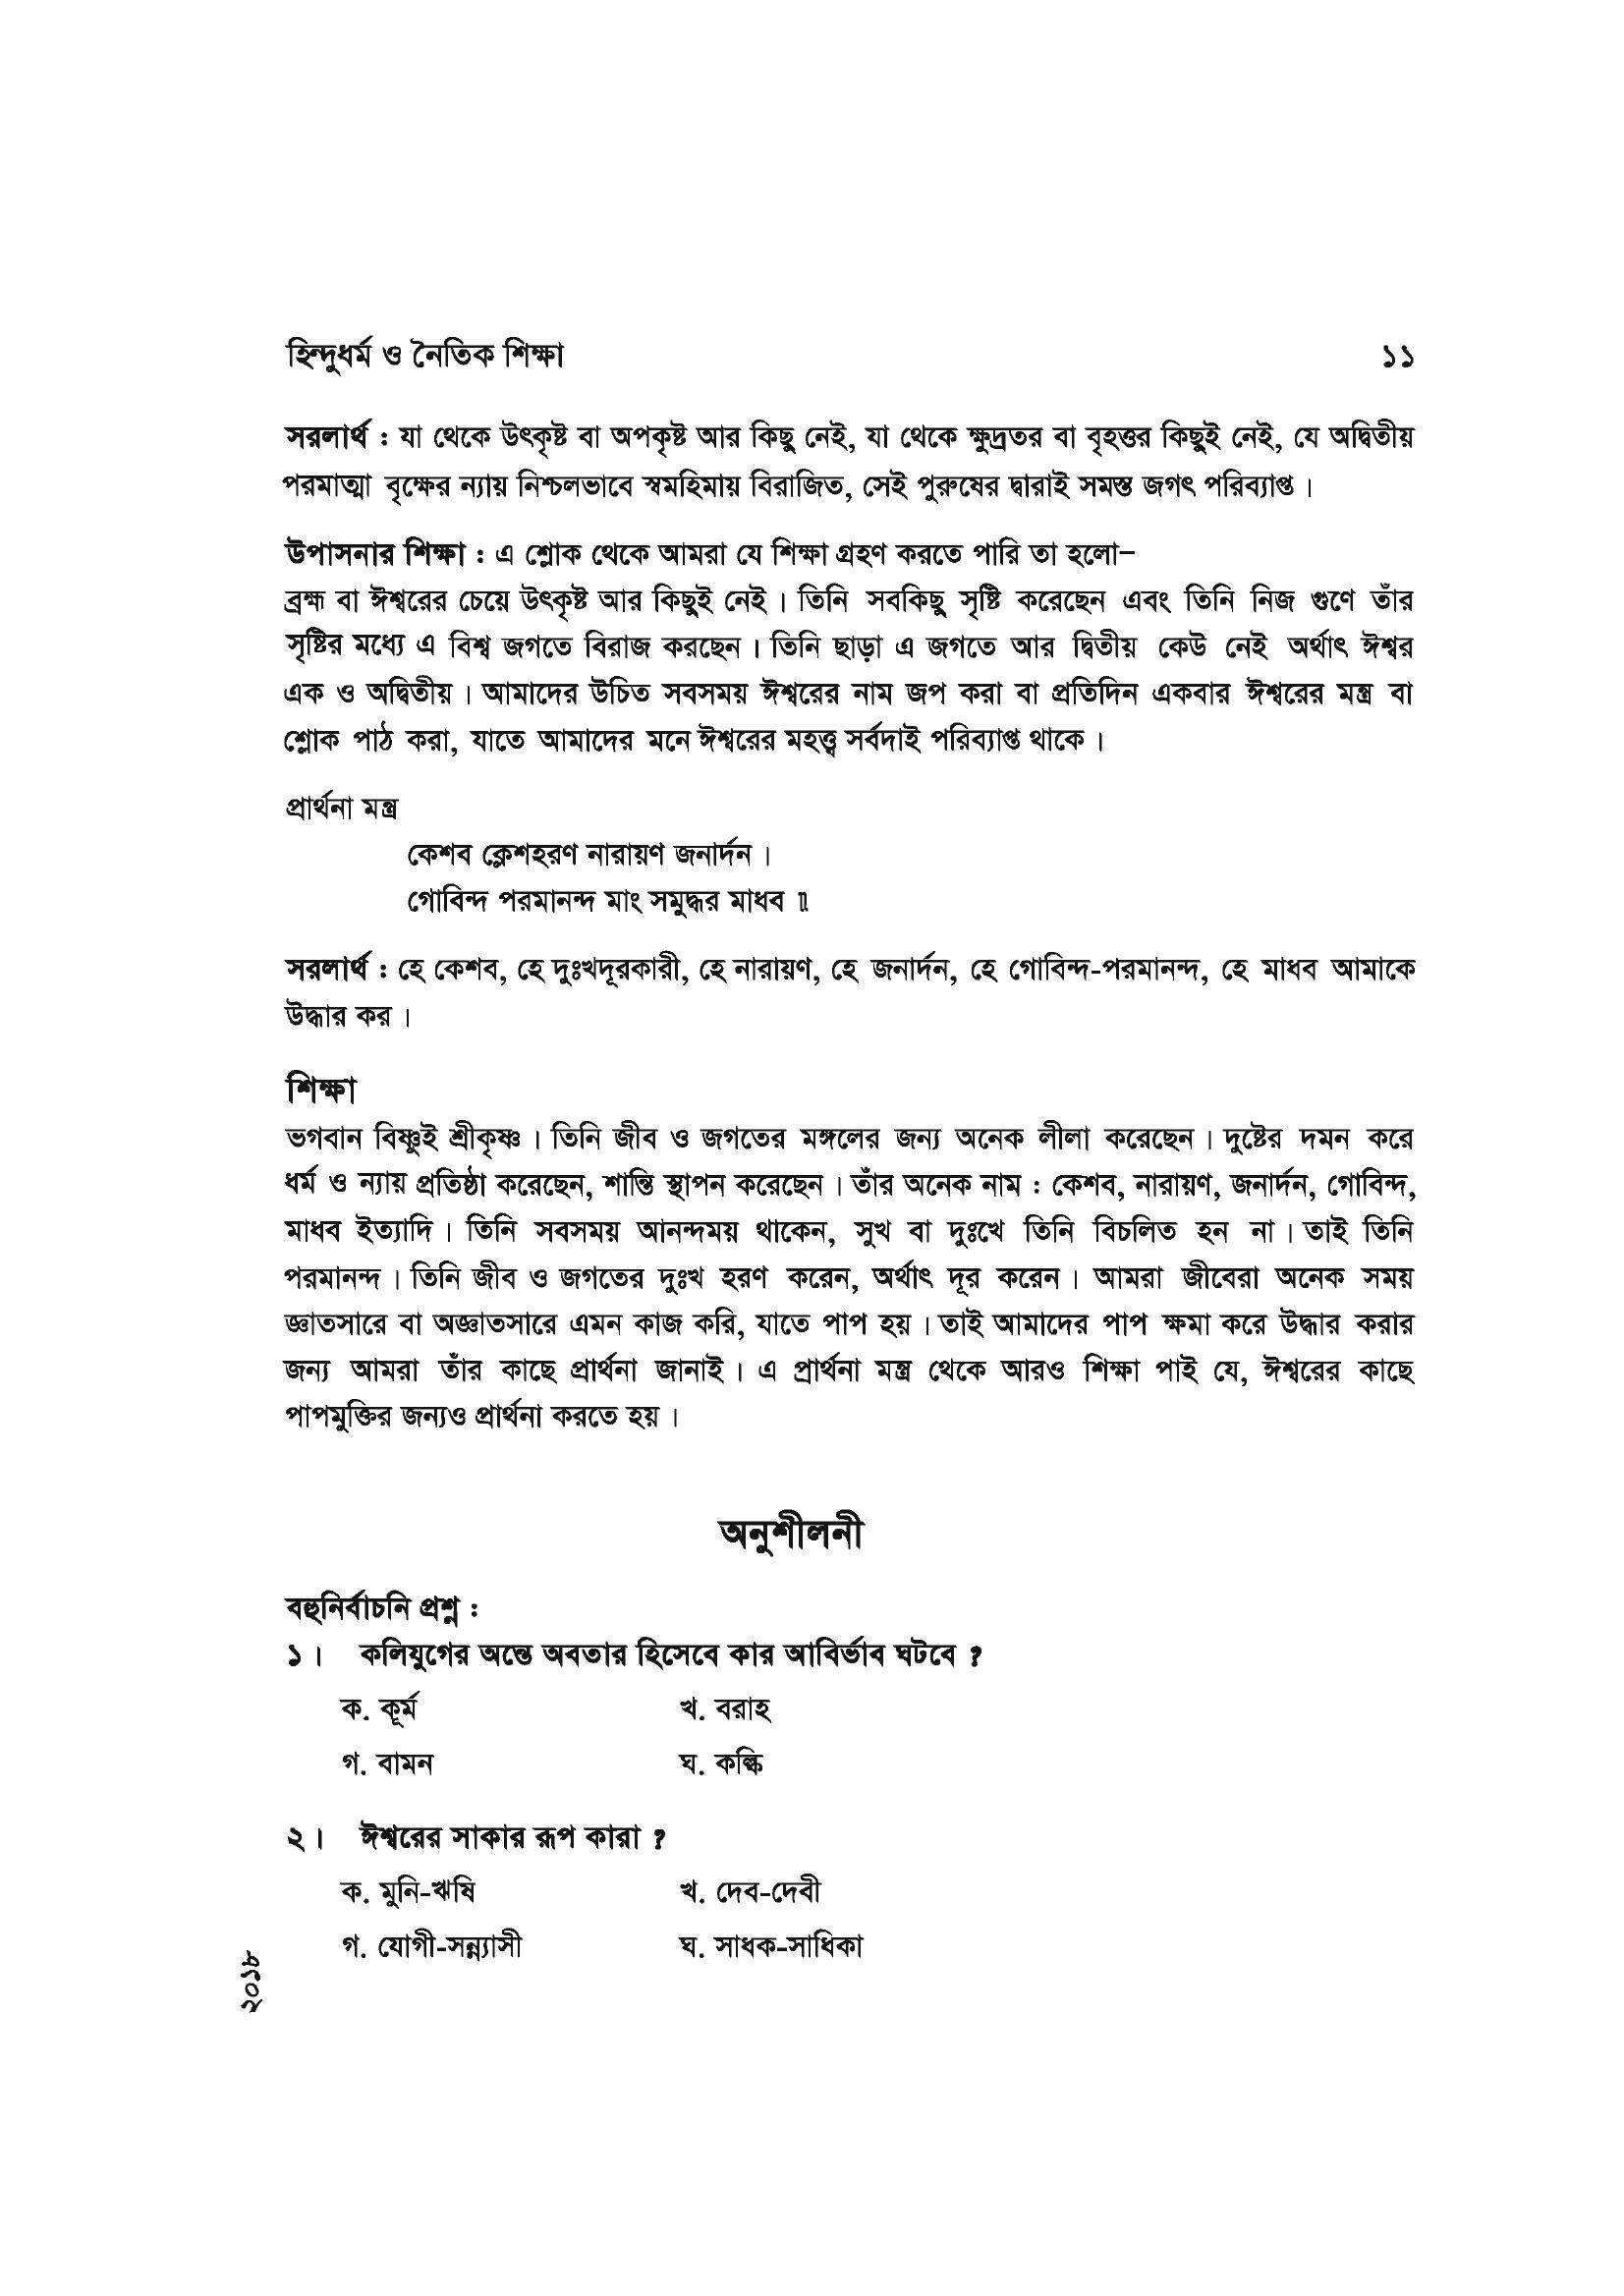 হিন্দুধর্ম ও নৈতিক শিক্ষা ১১
সরলার্থ : যা থেকে উৎকৃষ্ট বা অপকৃষ্ট আর কিছু নেই, যা থেকে ক্ষুদ্রতর বা বৃহত্তর কিছুই নেই, যে অদ্বিতীয়
পরমাত্মা বৃক্ষের ন্যায় নিশ্চলভাবে স্বমহিমায় বিরাজিত, সেই পুরুষের দ্বারাই সমস্ত জগৎ পরিব্যাপ্ত।
উপাসনার শিক্ষা : এ শ্লোক থেকে আমরা যে শিক্ষা গ্রহণ করতে পারি তা হলো–
ব্রহ্ম বা ঈশ্বরের চেয়ে উৎকৃষ্ট আর কিছুই নেই। তিনি সবকিছু সৃষ্টি করেছেন এবং তিনি নিজ গুণে তাঁর
সৃষ্টির মধ্যে এ বিশ্ব জগতে বিরাজ করছেন। তিনি ছাড়া এ জগতে আর দ্বিতীয় কেউ নেই অর্থাৎ ঈশ্বর
এক ও অদ্বিতীয়। আমাদের উচিত সবসময় ঈশ্বরের নাম জপ করা বা প্রতিদিন একবার ঈশ্বরের মন্ত্র বা
শ্লোক পাঠ করা, যাতে আমাদের মনে ঈশ্বরের মহত্ত্ব সর্বদাই পরিব্যাপ্ত থাকে।
প্রার্থনা মন্ত্র
কেশব ক্লেশহরণ নারায়ণ জনার্দন।
গোবিন্দ পরমানন্দ মাং সমুদ্ধর মাধব ॥
সরলার্থ : হে কেশব, হে দুঃখদূরকারী, হে নারায়ণ, হে জনার্দন, হে গোবিন্দ-পরমানন্দ, হে মাধব আমাকে
উদ্ধার কর।
শিক্ষা
ভগবান বিষ্ণুই শ্রীকৃষ্ণ। তিনি জীব ও জগতের মঙ্গলের জন্য অনেক লীলা করেছেন। দুষ্টের দমন করে
ধর্ম ও ন্যায় প্রতিষ্ঠা করেছেন, শান্তি স্থাপন করেছেন। তাঁর অনেক নাম : কেশব, নারায়ণ, জনার্দন, গোবিন্দ,
মাধব ইত্যাদি। তিনি সবসময় আনন্দময় থাকেন, সুখ বা দুঃখে তিনি বিচলিত হন না। তাই তিনি
পরমানন্দ। তিনি জীব ও জগতের দুঃখ হরণ করেন, অর্থাৎ দূর করেন। আমরা জীবেরা অনেক সময়
জ্ঞাতসারে বা অজ্ঞাতসারে এমন কাজ করি, যাতে পাপ হয়। তাই আমাদের পাপ ক্ষমা করে উদ্ধার করার
জন্য আমরা তাঁর কাছে প্রার্থনা জানাই। এ প্রার্থনা মন্ত্র থেকে আরও শিক্ষা পাই যে, ঈশ্বরের কাছে
পাপমুক্তির জন্যও প্রার্থনা করতে হয়।
অনুশীলনী
বহুনির্বাচনি প্রশ্ন :
১। কলিযুগের অন্তে অবতার হিসেবে কার আবির্ভাব ঘটবে ?
ক. কূর্ম খ. বরাহ
গ. বামন ঘ. কল্কি
২। ঈশ্বরের সাকার রূপ কারা ?
ক. মুনি-ঋষি খ. দেব-দেবী
গ. যোগী-সন্ন্যাসী ঘ. সাধক-সাধিকা
২০১৮